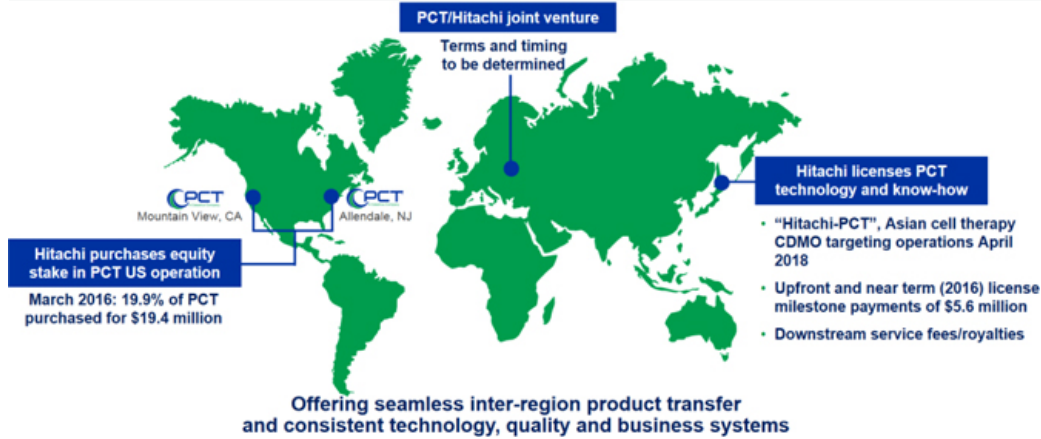 PCT/Hitachi joint venture
Terms and timing
to be determined
PCT
Mountain View, CA
PCT
Allendale, NJ
Hitachi purchases equity
stake in PCT US operation
March 2016: 19.9% of PCT
purchased for $19.4 million
Hitachi licenses PCT
technology and know-how
• “Hitachi-PCT”, Asian cell therapy
CDMO targeting operations April
2018
• Upfront and near term (2016) license
milestone payments of $5.6 million
• Downstream service fees/royalties
Offering seamless inter-region product transfer
and consistent technology, quality and business systems